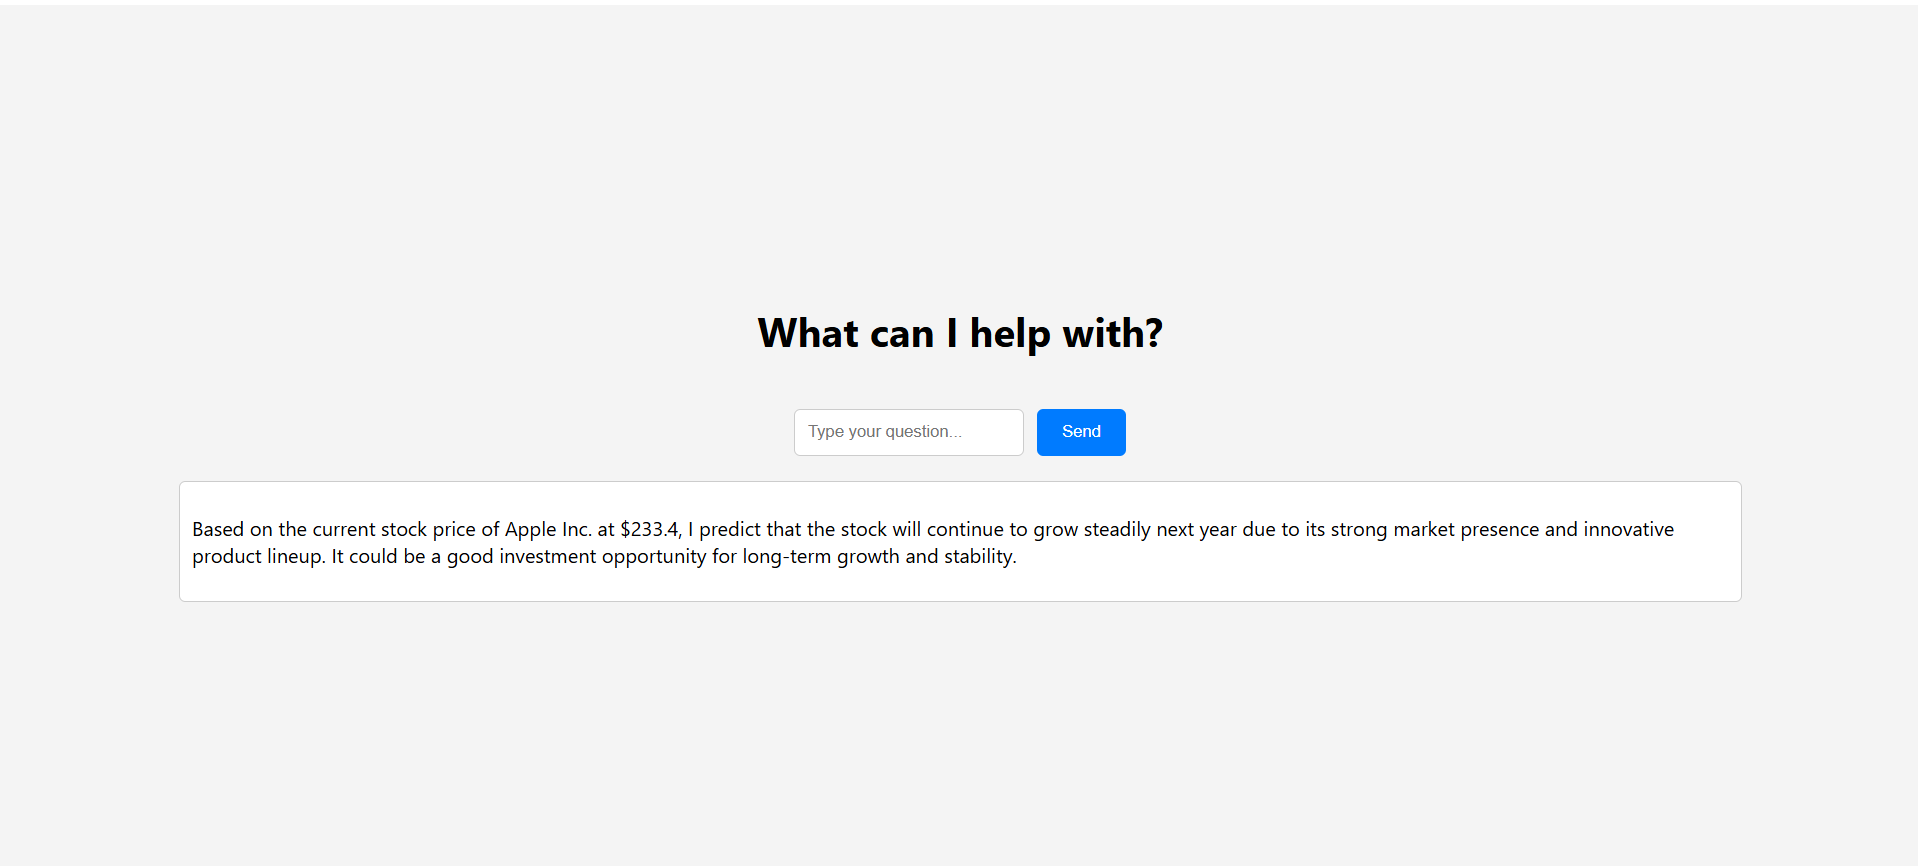 What can I help with?
Type your question...
Send
Based on the current stock price of Apple Inc. at $233.4, I predict that the stock will continue to grow steadily next year due to its strong market presence and innovative
product lineup. It could be a good investment opportunity for long-term growth and stability.